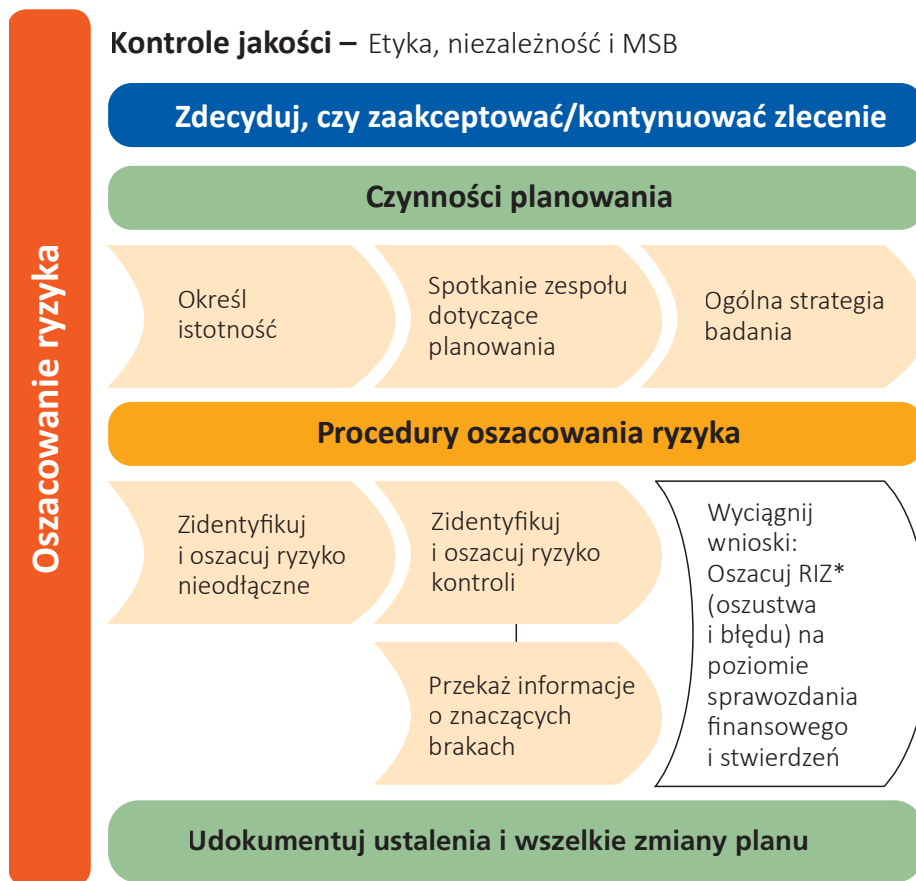 Oszacowanie ryzyka
Kontrole jakości – Etyka, niezależność i MSB
Zdecyduj, czy zaakceptować/kontynuować zlecenie
Czynności planowania
Określ
istotność
Spotkanie zespołu
dotyczące
planowania
Ogólna strategia
badania
Procedury oszacowania ryzyka
Zidentyfikuj
i oszacuj ryzyko
nieodłączne
Zidentyfikuj
i oszacuj ryzyko
kontroli
Przekaż informacje
o znaczących
brakach
Wyciągnij
wnioski:
Oszacuj RIZ*
(oszustwa
i błędu) na
poziomie
sprawozdania
finansowego
i stwierdzeń
Udokumentuj ustalenia i wszelkie zmiany planu